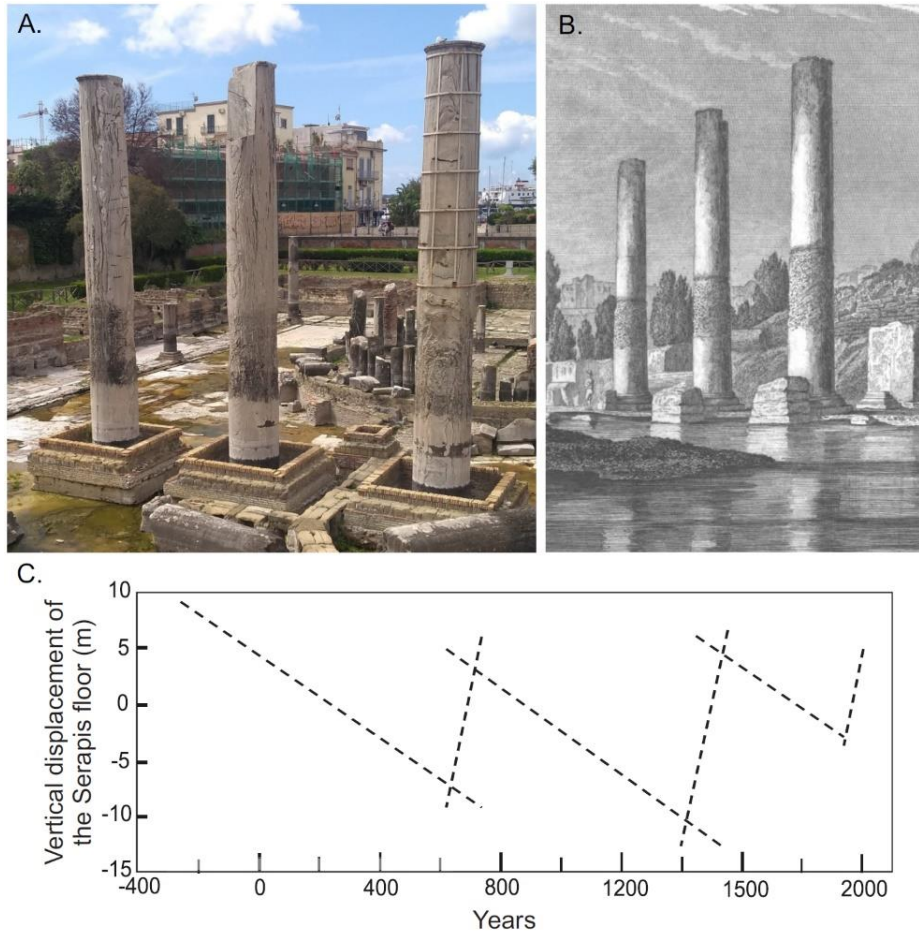 A.
B.
C.
Vertical displacement of
the Serapis floor (m)
10
5
0
-5
-10
-15
-400
0
400
800
1200
1500
2000
Years